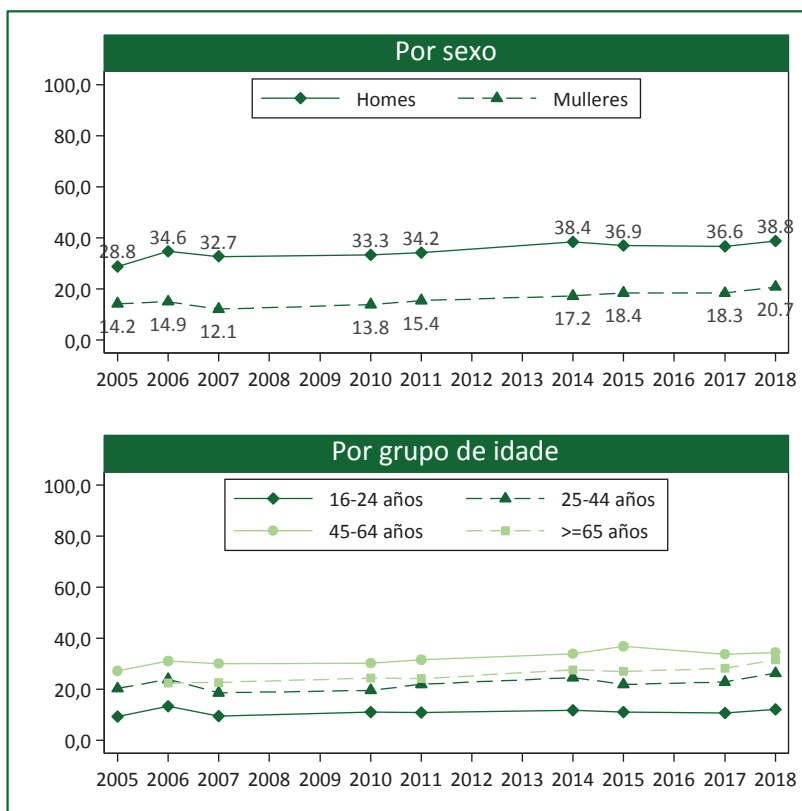 Por sexo
Homes Mulleres
100,0
80,0
60,0
40,0
20,0
0,0
28.8 34.6 32.7 33.3 34.2 38.4 36.9 36.6 38.8
14.2 14.9 12.1 13.8 15.4 17.2 18.4 18.3 20.7
2005 2006 2007 2008 2009 2010 2011 2012 2013 2014 2015 2016 2017 2018
Por grupo de idade
16-24 años 25-44 años
45-64 años >=65 años
100,0
80,0
60,0
40,0
20,0
0,0
2005 2006 2007 2008 2009 2010 2011 2012 2013 2014 2015 2016 2017 2018